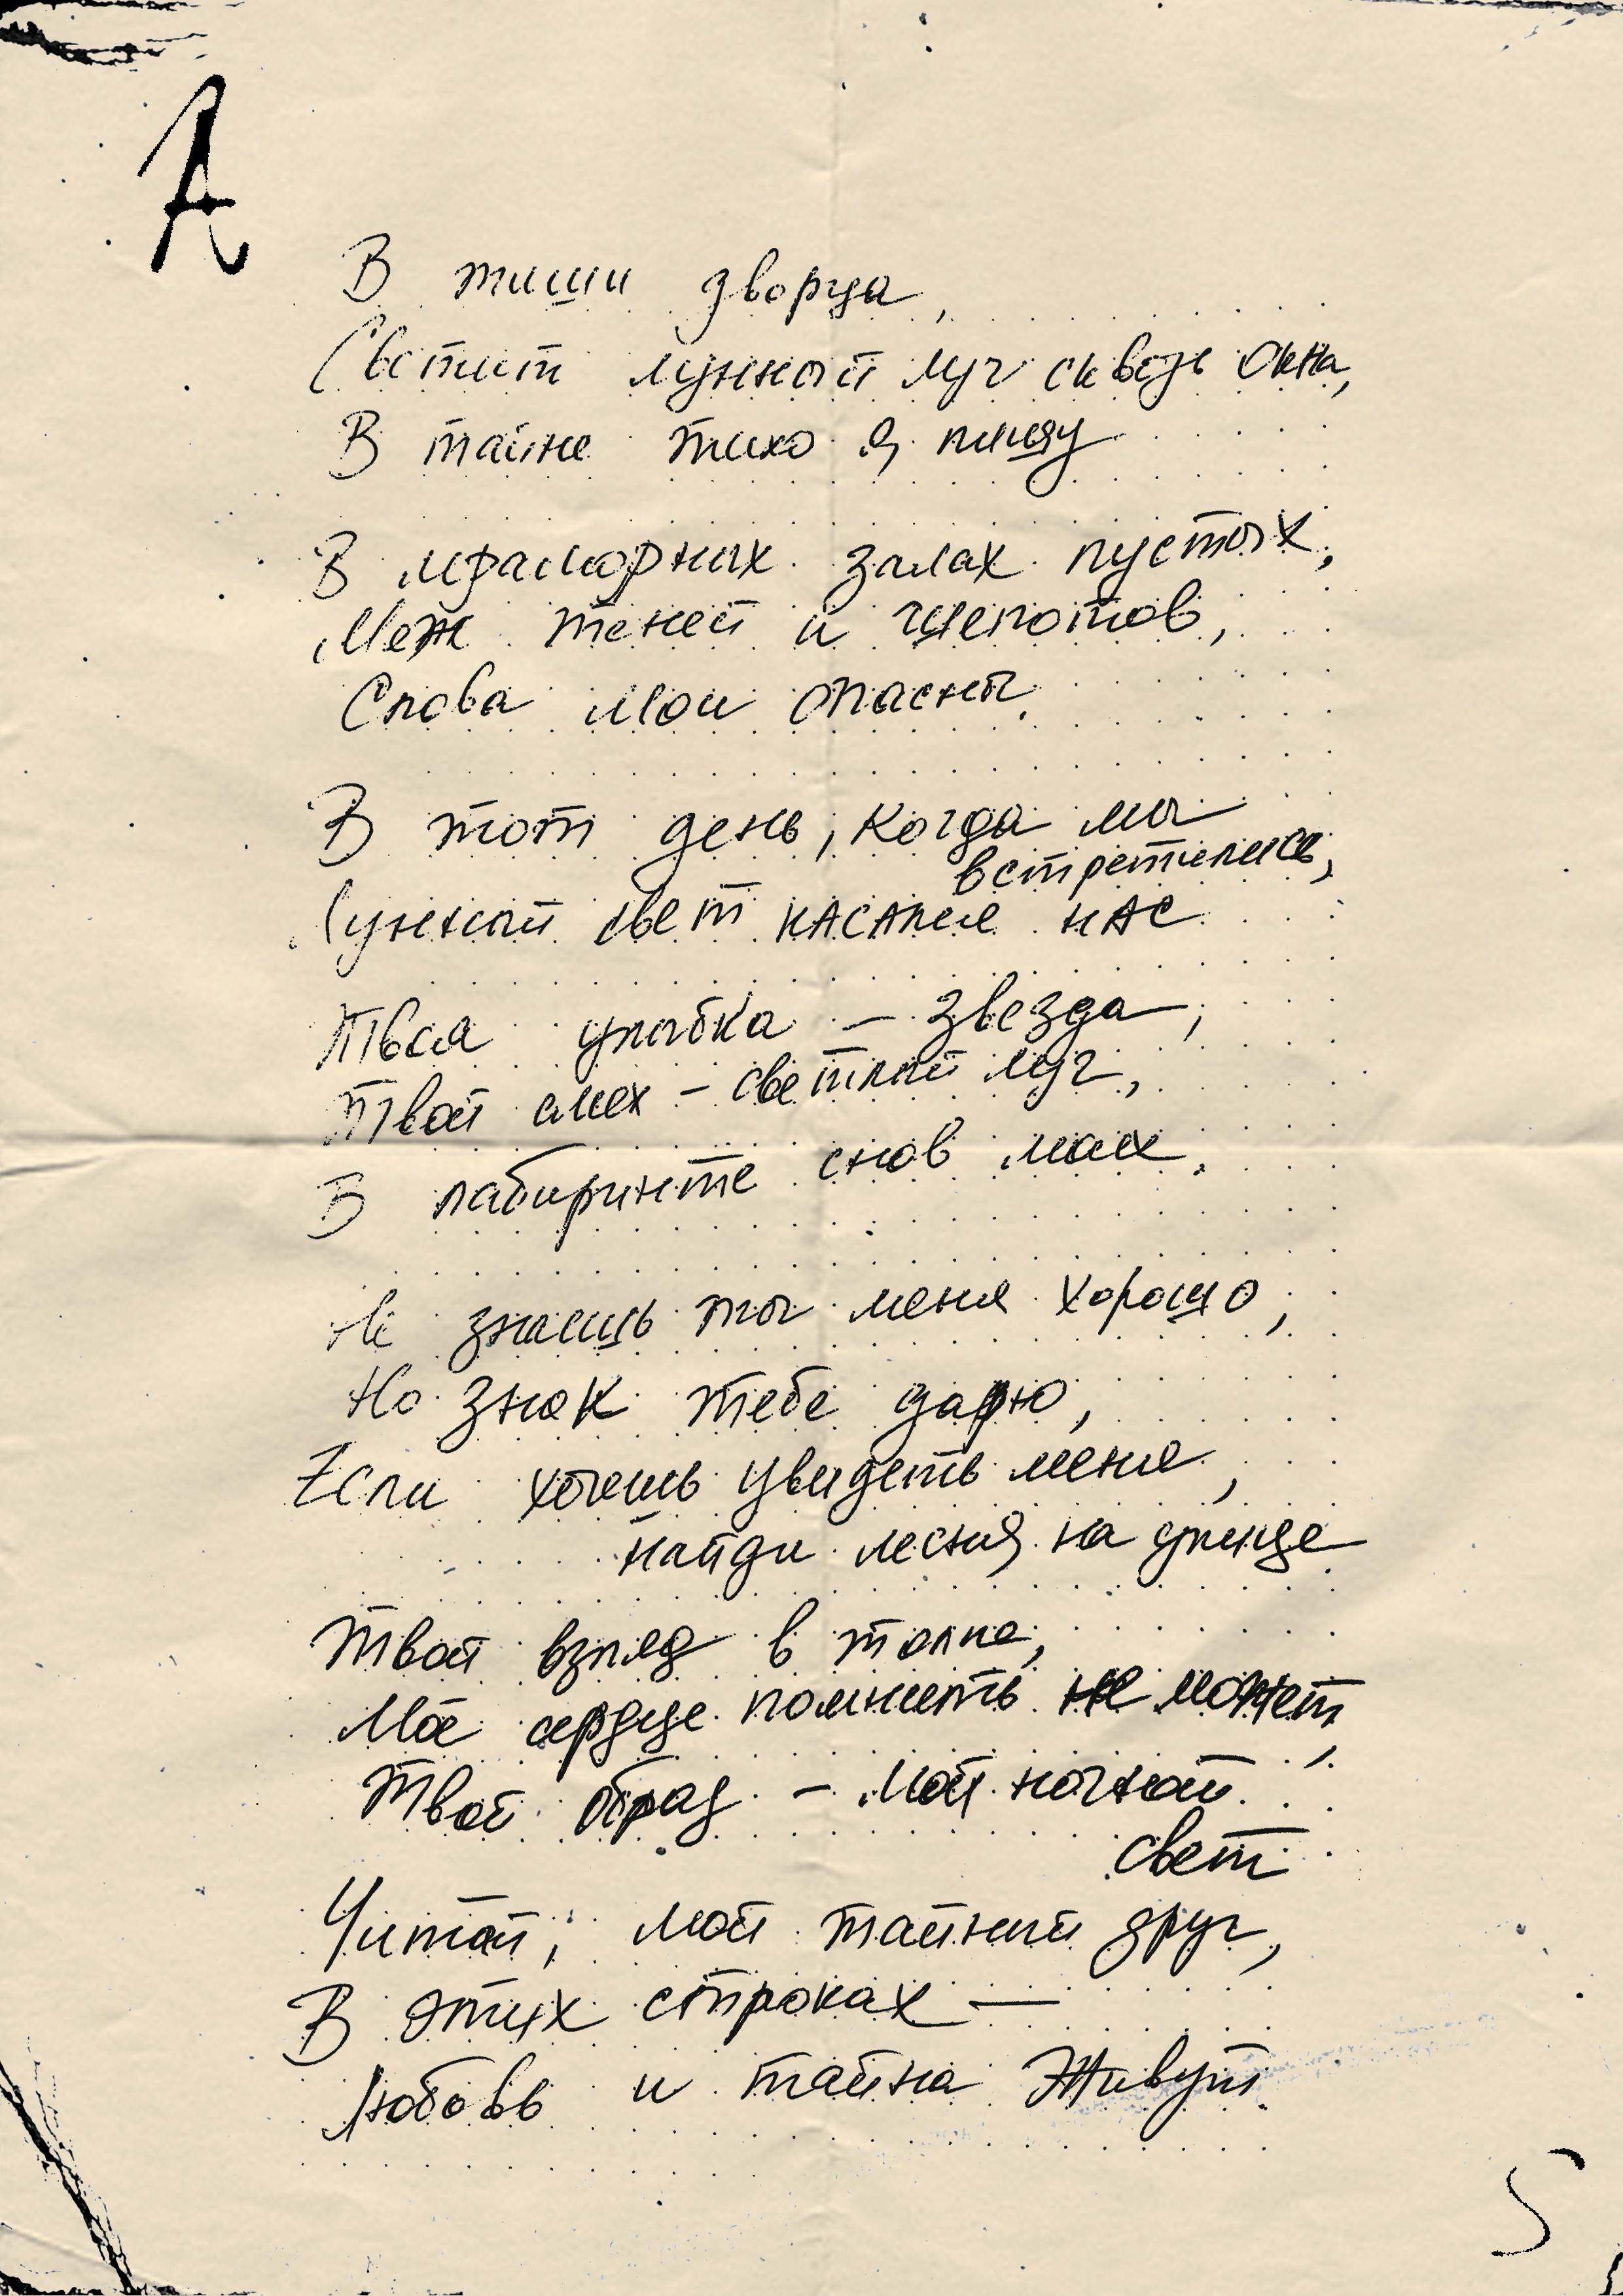 А
В тиши дворца,
Светит лунный луч сквозь окна,
В тайне тихо я пишу
В мраморных залах пустых,
Меж теней и шепотов,
Слова мои опасны.
В тот день, когда мы
встретились,
Лунный свет касался нас
Твоя улыбка – звезда,
Твой смех – светлый луч,
В лабиринте снов моих.
Не знаешь ты меня хорошо,
Но знак тебе дарю,
Если хочешь увидеть меня,
найди меня на улице
Твой взгляд в толпе,
Моё сердце помнить не может,
Твой образ – мой ночной
свет
Читай, мой тайный друг,
В этих строках —
Любовь и тайна живут.
S